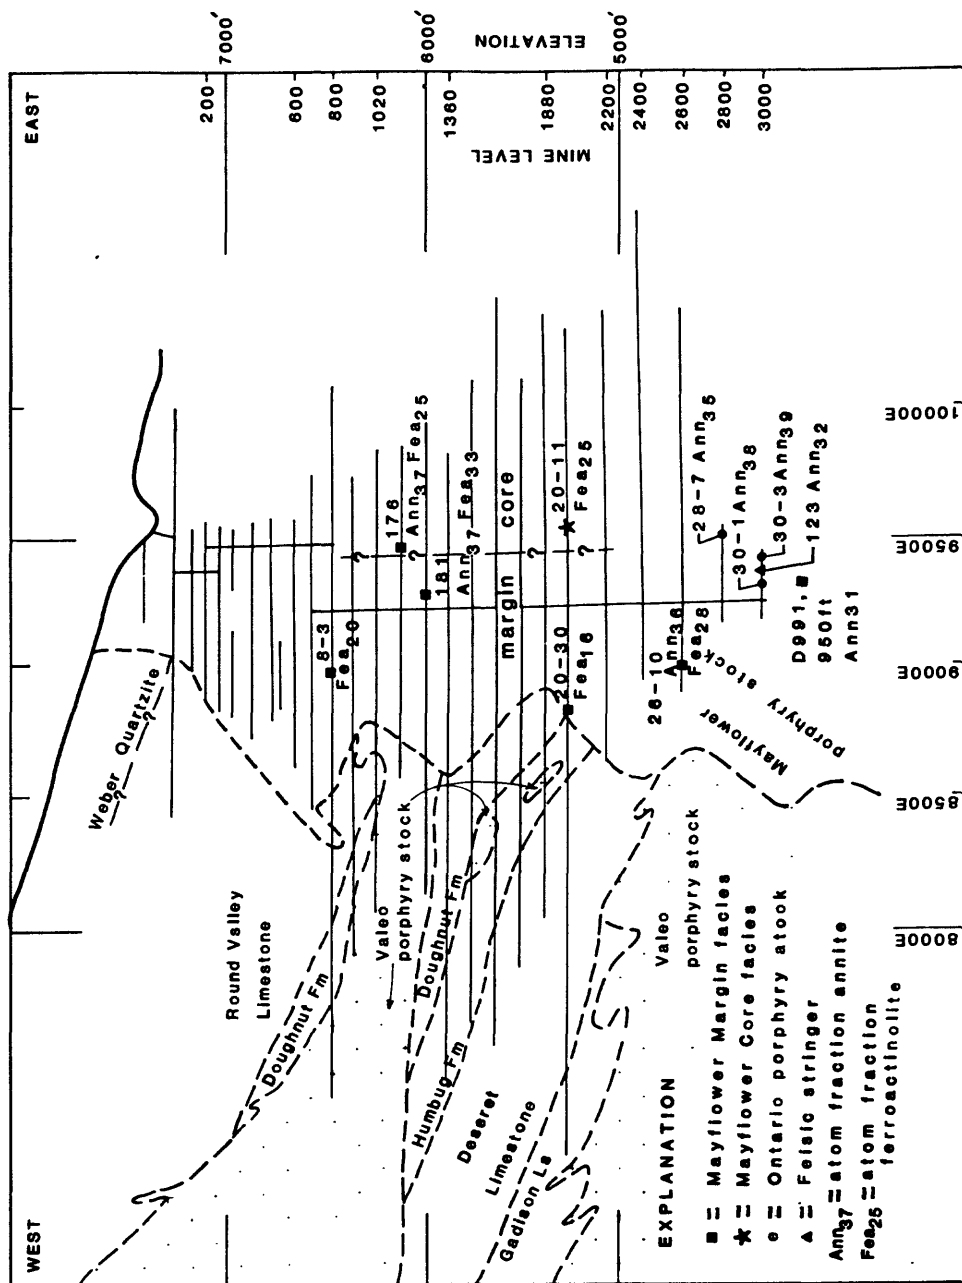 WEST
EAST
7000'
6000'
5000'
ELEVATION
MINE LEVEL
200
600
800
1020
1360
1880
2200
2400
2600
3000
Weber Quartzite
?
?
Round Valley
Limestone
Doughnut Fm
Valeo
porphyry stock
Doughnut Fm
Humbug Fm
Deseret
Limestone
Gadison Ls
Valeo
porphyry stock
Mayflower
porphyry stock
margin
core
?
?
?
?
8-3
Fea20
176
Ann37 Fea25
181
Ann37 Fea33
20-11
Fea25
20-30
Fea16
26-10
Ann36
Fea28
28-7 Ann35
30-1 Ann38
30-3 Ann39
123 Ann32
D991,
950ft
Ann31
8000E
8500E
9000E
9500E
10000E
EXPLANATION
= Mayflower Margin facies
= Mayflower Core facies
= Ontario porphyry atock
= Felsic stringer
Ann37 = atom fraction annite
Fea25 = atom fraction
ferroactinolite